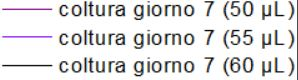 coltura giorno 7 (50 µL)
coltura giorno 7 (55 µL)
coltura giorno 7 (60 µL)